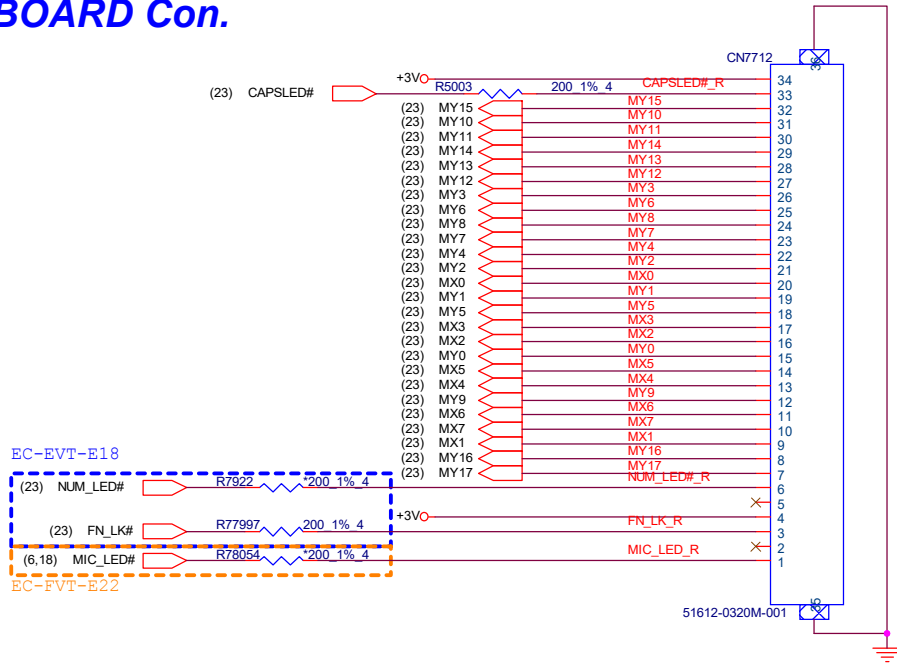 BOARD Con.
CN7712
36
+3V
34
(23) CAPSLED# R5003 200_1%_4 CAPSLED#_R 33
(23) MY15 MY15 32
(23) MY10 MY10 31
(23) MY11 MY11 30
(23) MY14 MY14 29
(23) MY13 MY13 28
(23) MY12 MY12 27
(23) MY3 MY3 26
(23) MY6 MY6 25
(23) MY8 MY8 24
(23) MY7 MY7 23
(23) MY4 MY4 22
(23) MY2 MY2 21
(23) MX0 MX0 20
(23) MY1 MY1 19
(23) MY5 MY5 18
(23) MX3 MX3 17
(23) MX2 MX2 16
(23) MY0 MY0 15
(23) MX5 MX5 14
(23) MX4 MX4 13
(23) MY9 MY9 12
(23) MX6 MX6 11
(23) MX7 MX7 10
(23) MX1 MX1 9
(23) MY16 MY16 8
(23) MY17 MY17 7
EC-EVT-E18
(23) NUM_LED# R7922 *200_1%_4 NUM_LED#_R 6
5
+3V 4
(23) FN_LK# R77997 200_1%_4 FN_LK_R 3
2
(6,18) MIC_LED# R78054 *200_1%_4 MIC_LED_R 1
EC-FVT-E22
35
51612-0320M-001